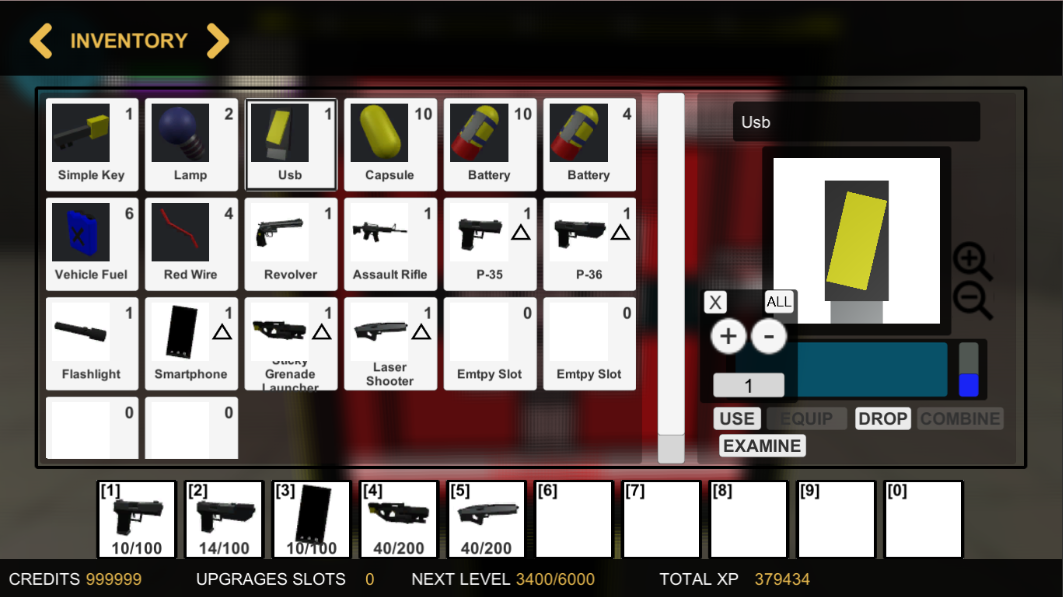 INVENTORY
1 2 1 10 10 4
Simple Key Lamp Usb Capsule Battery Battery
6 4 1 1 1 1
Vehicle Fuel Red Wire Revolver Assault Rifle P-35 P-36
1 1 1 1 0 0
Flashlight Smartphone Sticky Grenade Launcher Laser Shooter Emtpy Slot Emtpy Slot
0 0
Usb
X ALL
+ -
1
USE EQUIP DROP COMBINE
EXAMINE
[1] [2] [3] [4] [5] [6] [7] [8] [9] [0]
10/100 14/100 10/100 40/200 40/200
CREDITS 999999 UPGRAGES SLOTS 0 NEXT LEVEL 3400/6000 TOTAL XP 379434